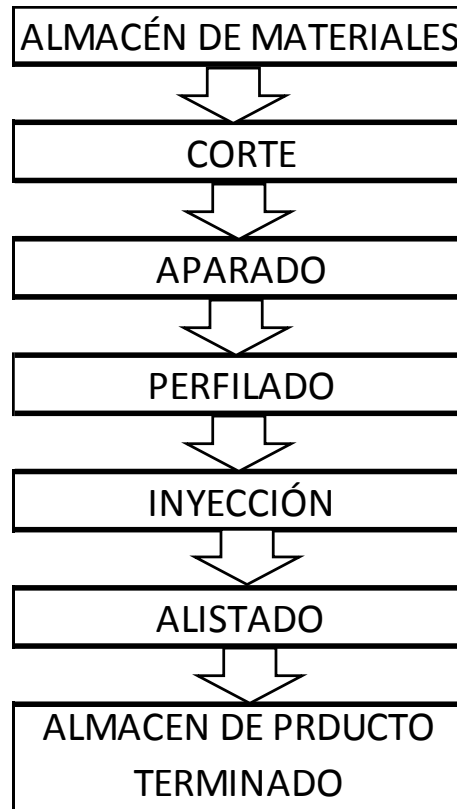 ALMACÉN DE MATERIALES
CORTE
APARADO
PERFILADO
INYECCIÓN
ALISTADO
ALMACEN DE PRDUCTO
TERMINADO